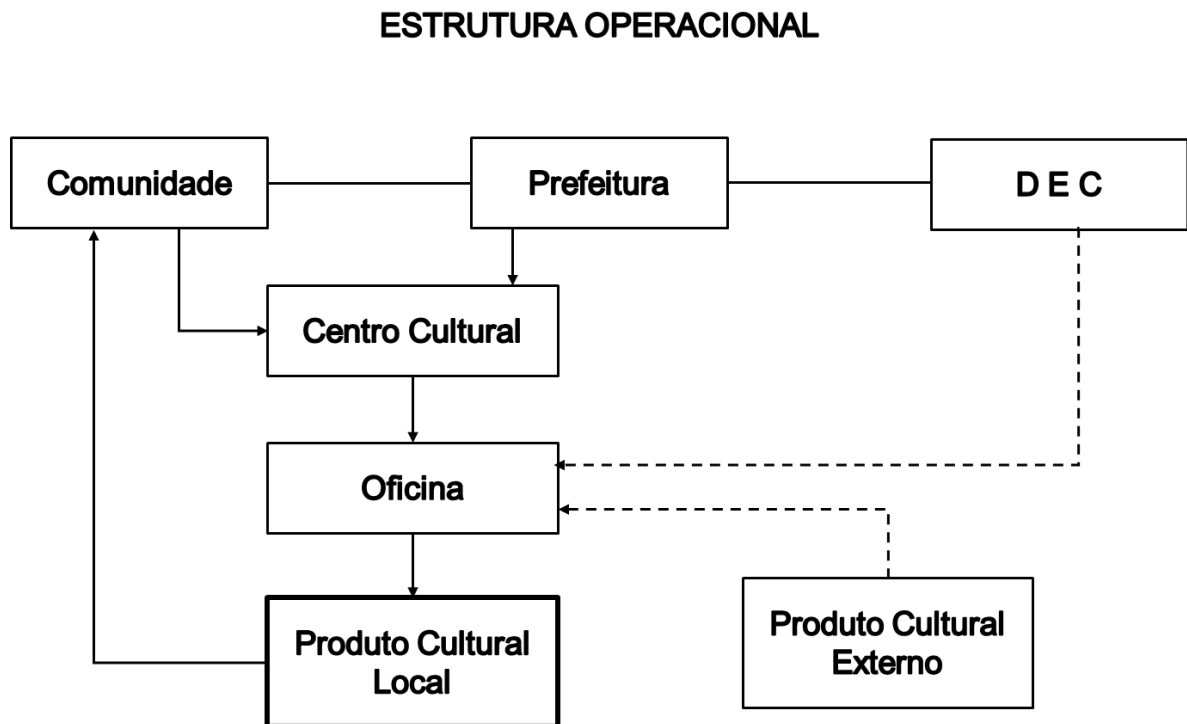 ESTRUTURA OPERACIONAL
Comunidade
Prefeitura
D E C
Centro Cultural
Oficina
Produto Cultural
Local
Produto Cultural
Externo